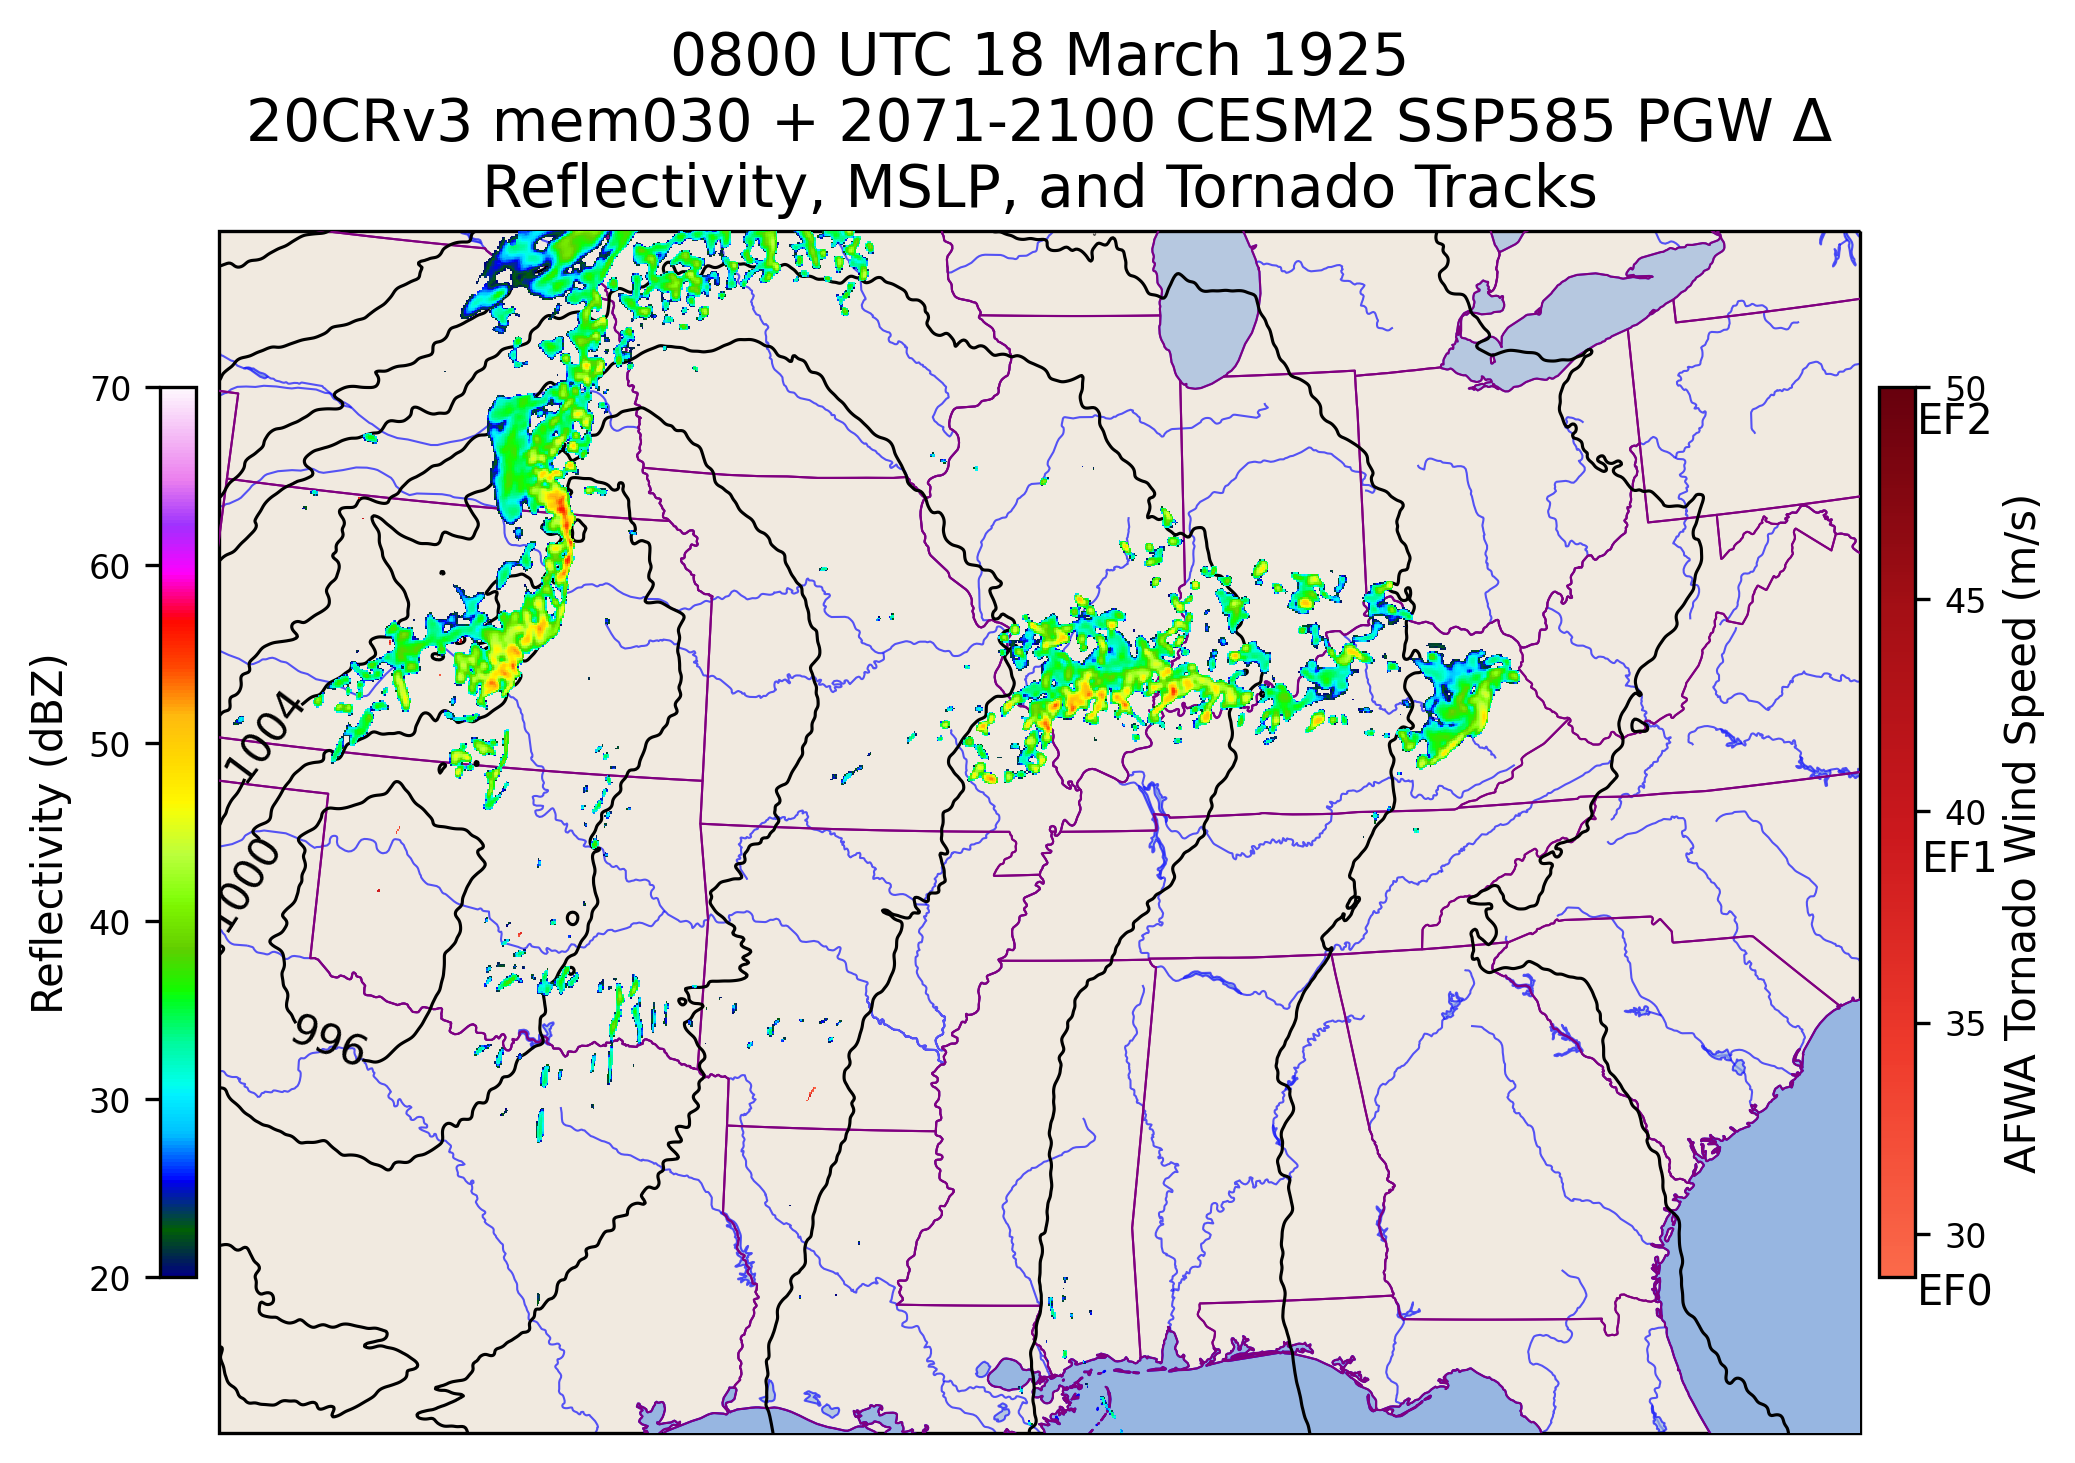 0800 UTC 18 March 1925
20CRv3 mem030 + 2071-2100 CESM2 SSP585 PGW Δ
Reflectivity, MSLP, and Tornado Tracks
70
60
50
40
30
20
Reflectivity (dBZ)
1004
1000
996
50
EF2
45
40
EF1
35
30
EF0
AFWA Tornado Wind Speed (m/s)